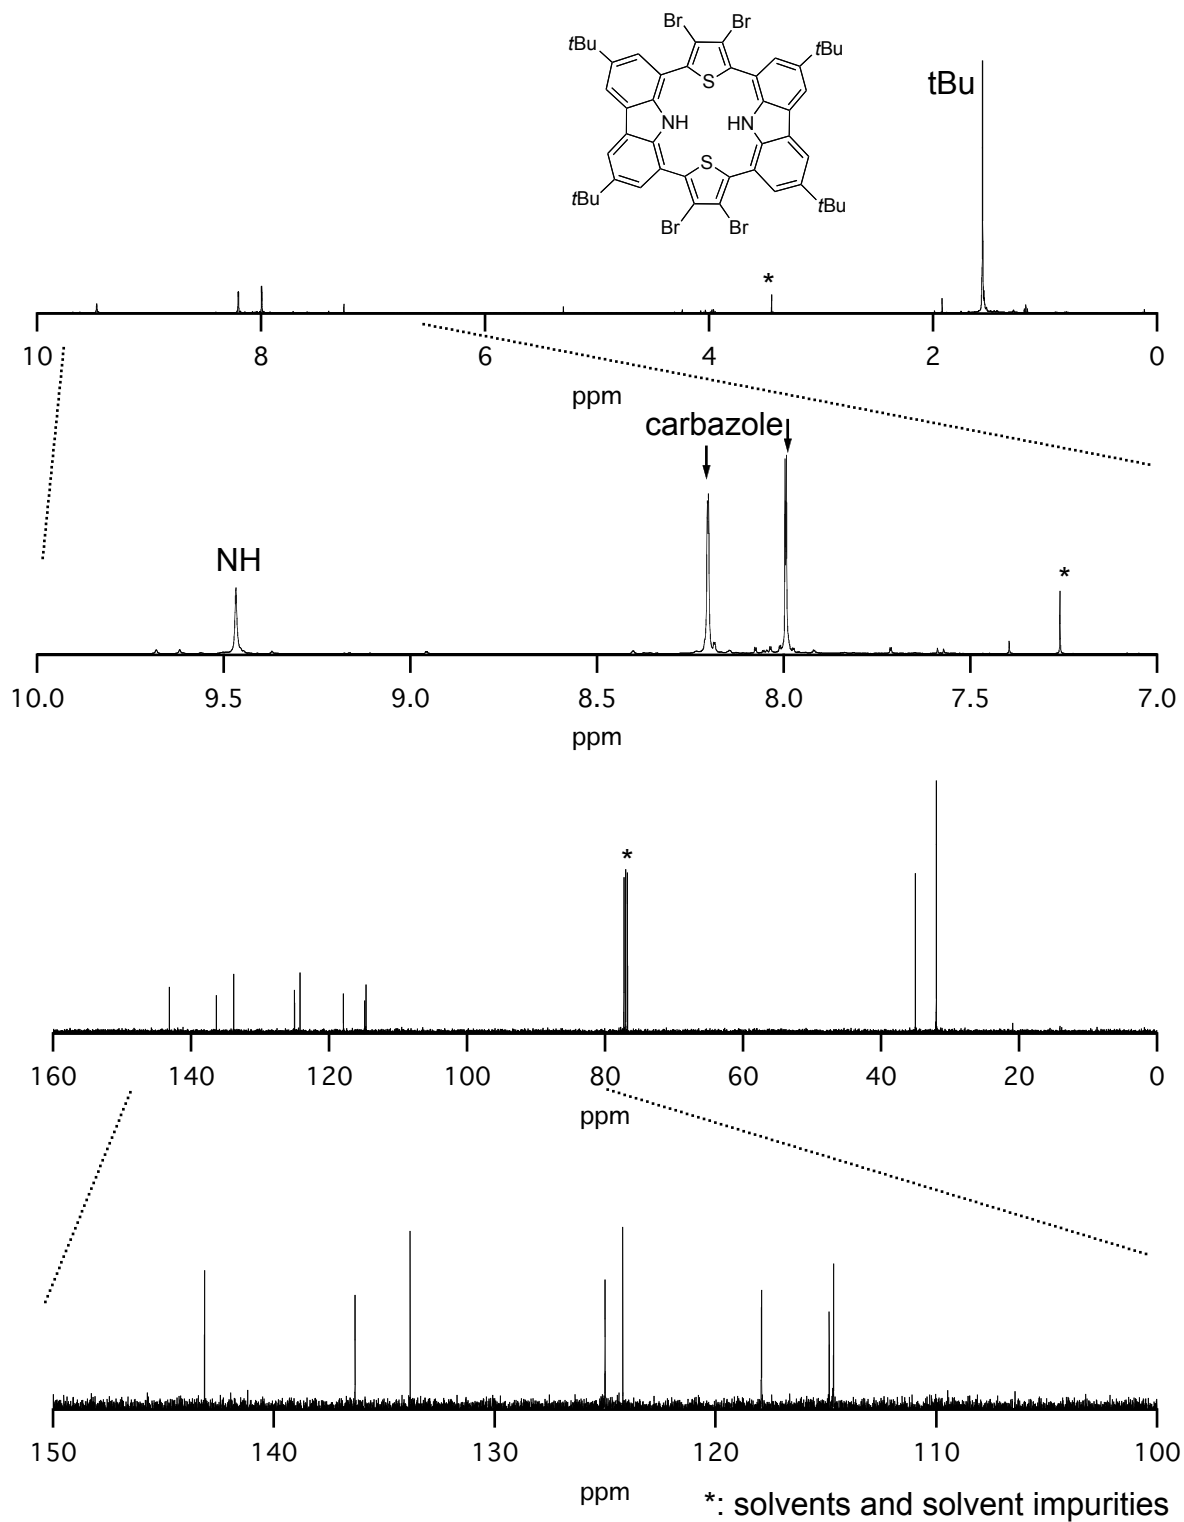 Br Br
tBu tBu
S
NH HN
S
tBu tBu
Br Br
tBu
*
10 8 6 4 2 0
ppm
carbazole
NH
*
10.0 9.5 9.0 8.5 8.0 7.5 7.0
ppm
*
160 140 120 100 80 60 40 20 0
ppm
150 140 130 120 110 100
ppm
*: solvents and solvent impurities